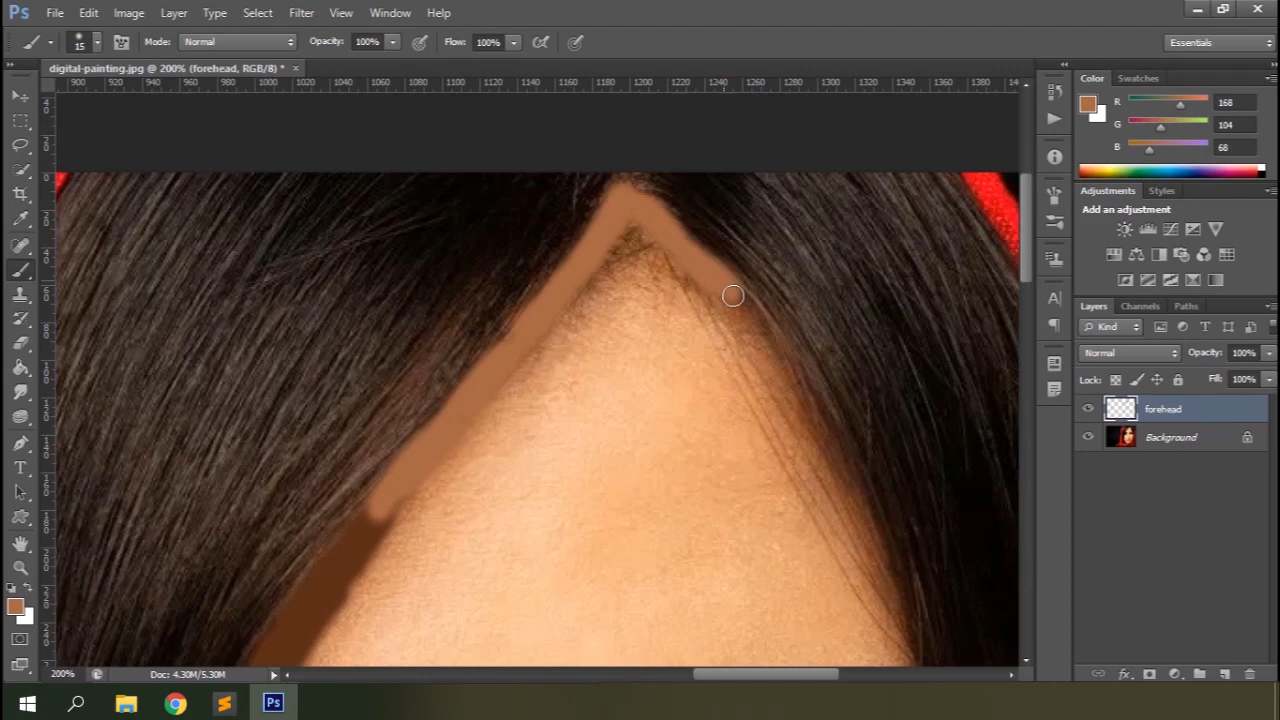 Ps File Edit Image Layer Type Select Filter View Window Help
15 Mode: Normal Opacity: 100% Flow: 100% Essentials
digital-painting.jpg @ 200% (forehead, RGB/8) *
900 920 940 960 980 1000 1020 1040 1060 1080 1100 1120 1140 1160 1180 1200 1220 1240 1260 1280 1300 1320 1340 1360 1380
Color Swatches
R 168
G 104
B 68
Adjustments Styles
Add an adjustment
Layers Channels Paths
Kind
Normal Opacity: 100%
Lock: Fill: 100%
forehead
Background
200% Doc: 4.30M/5.30M
Ps